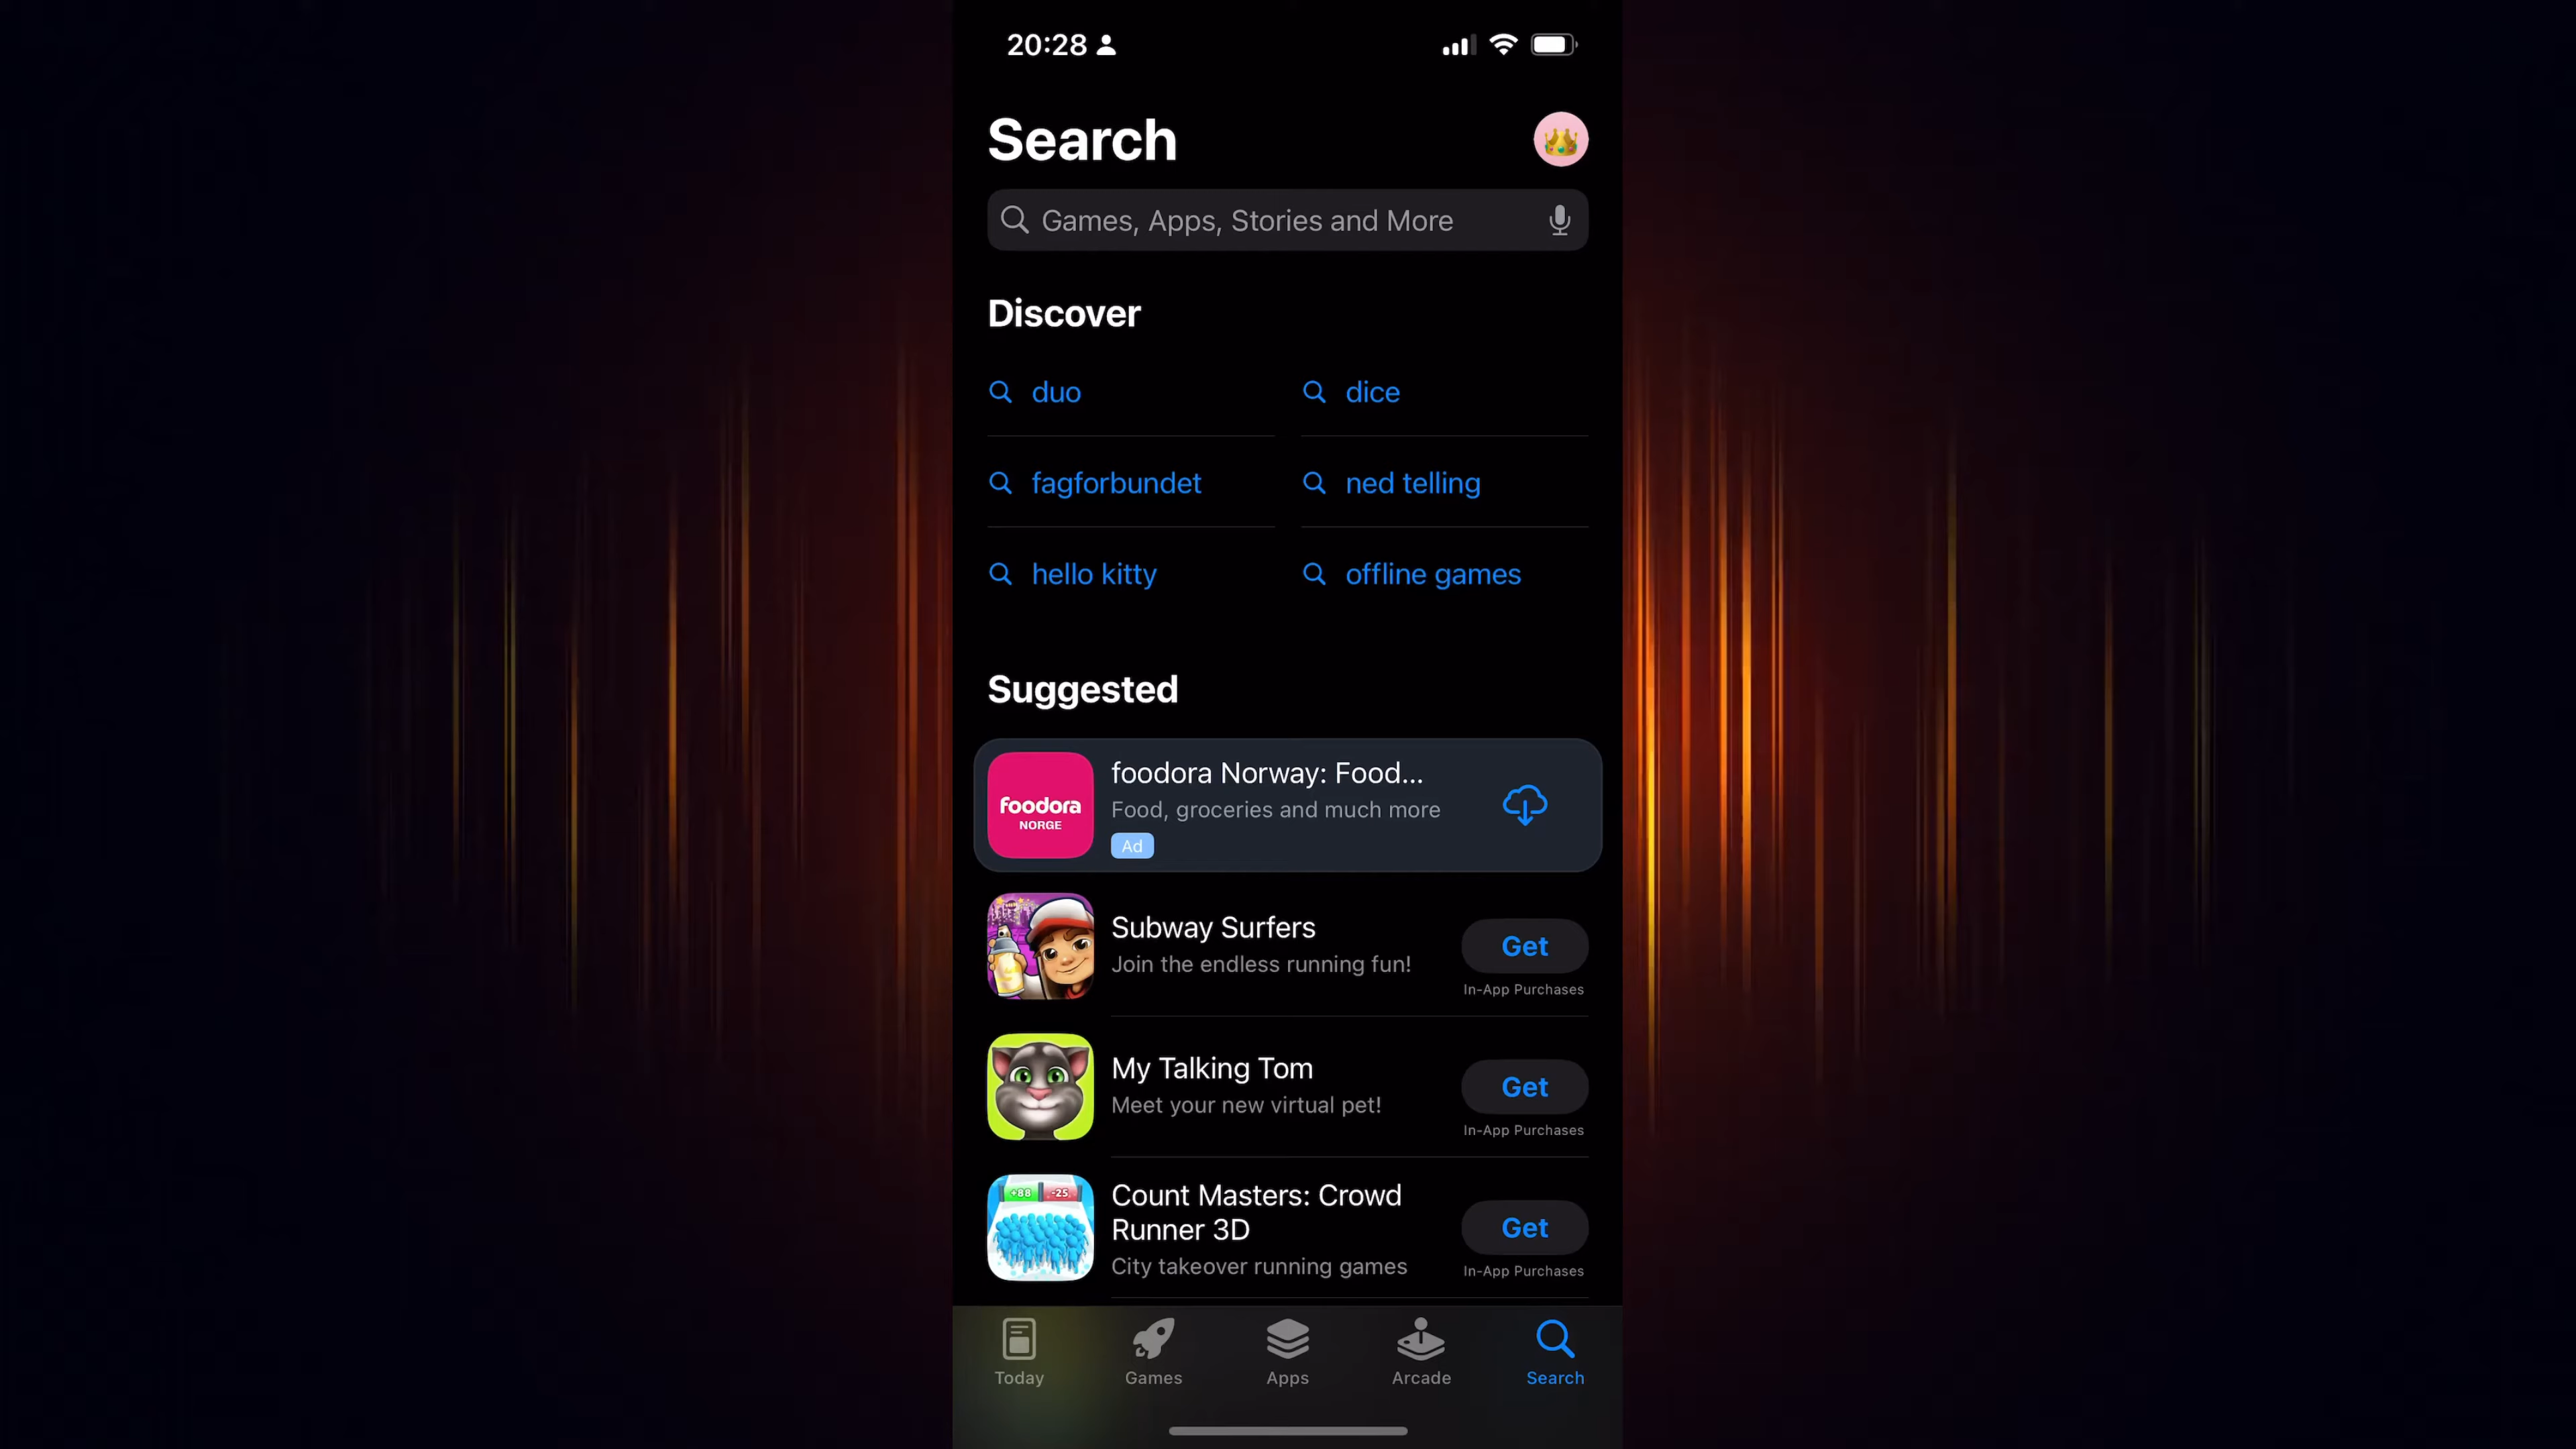 20:28
Search
Games, Apps, Stories and More
Discover
duo
dice
fagforbundet
ned telling
hello kitty
offline games
Suggested
foodora
NORGE
foodora Norway: Food...
Food, groceries and much more
Ad
Subway Surfers
Join the endless running fun!
Get
In-App Purchases
My Talking Tom
Meet your new virtual pet!
Get
In-App Purchases
+88 -25
Count Masters: Crowd
Runner 3D
City takeover running games
Get
In-App Purchases
Today
Games
Apps
Arcade
Search